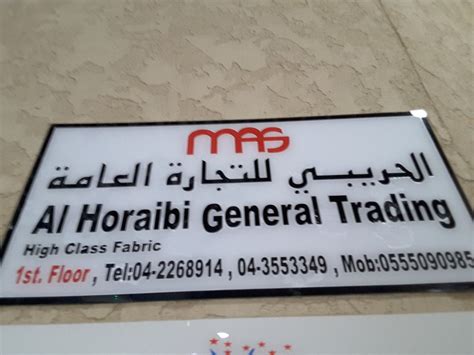 MAS
الحريبي للتجارة العامة
Al Horaibi General Trading
High Class Fabric
1st. Floor , Tel:04-2268914 , 04-3553349 , Mob:0555090985